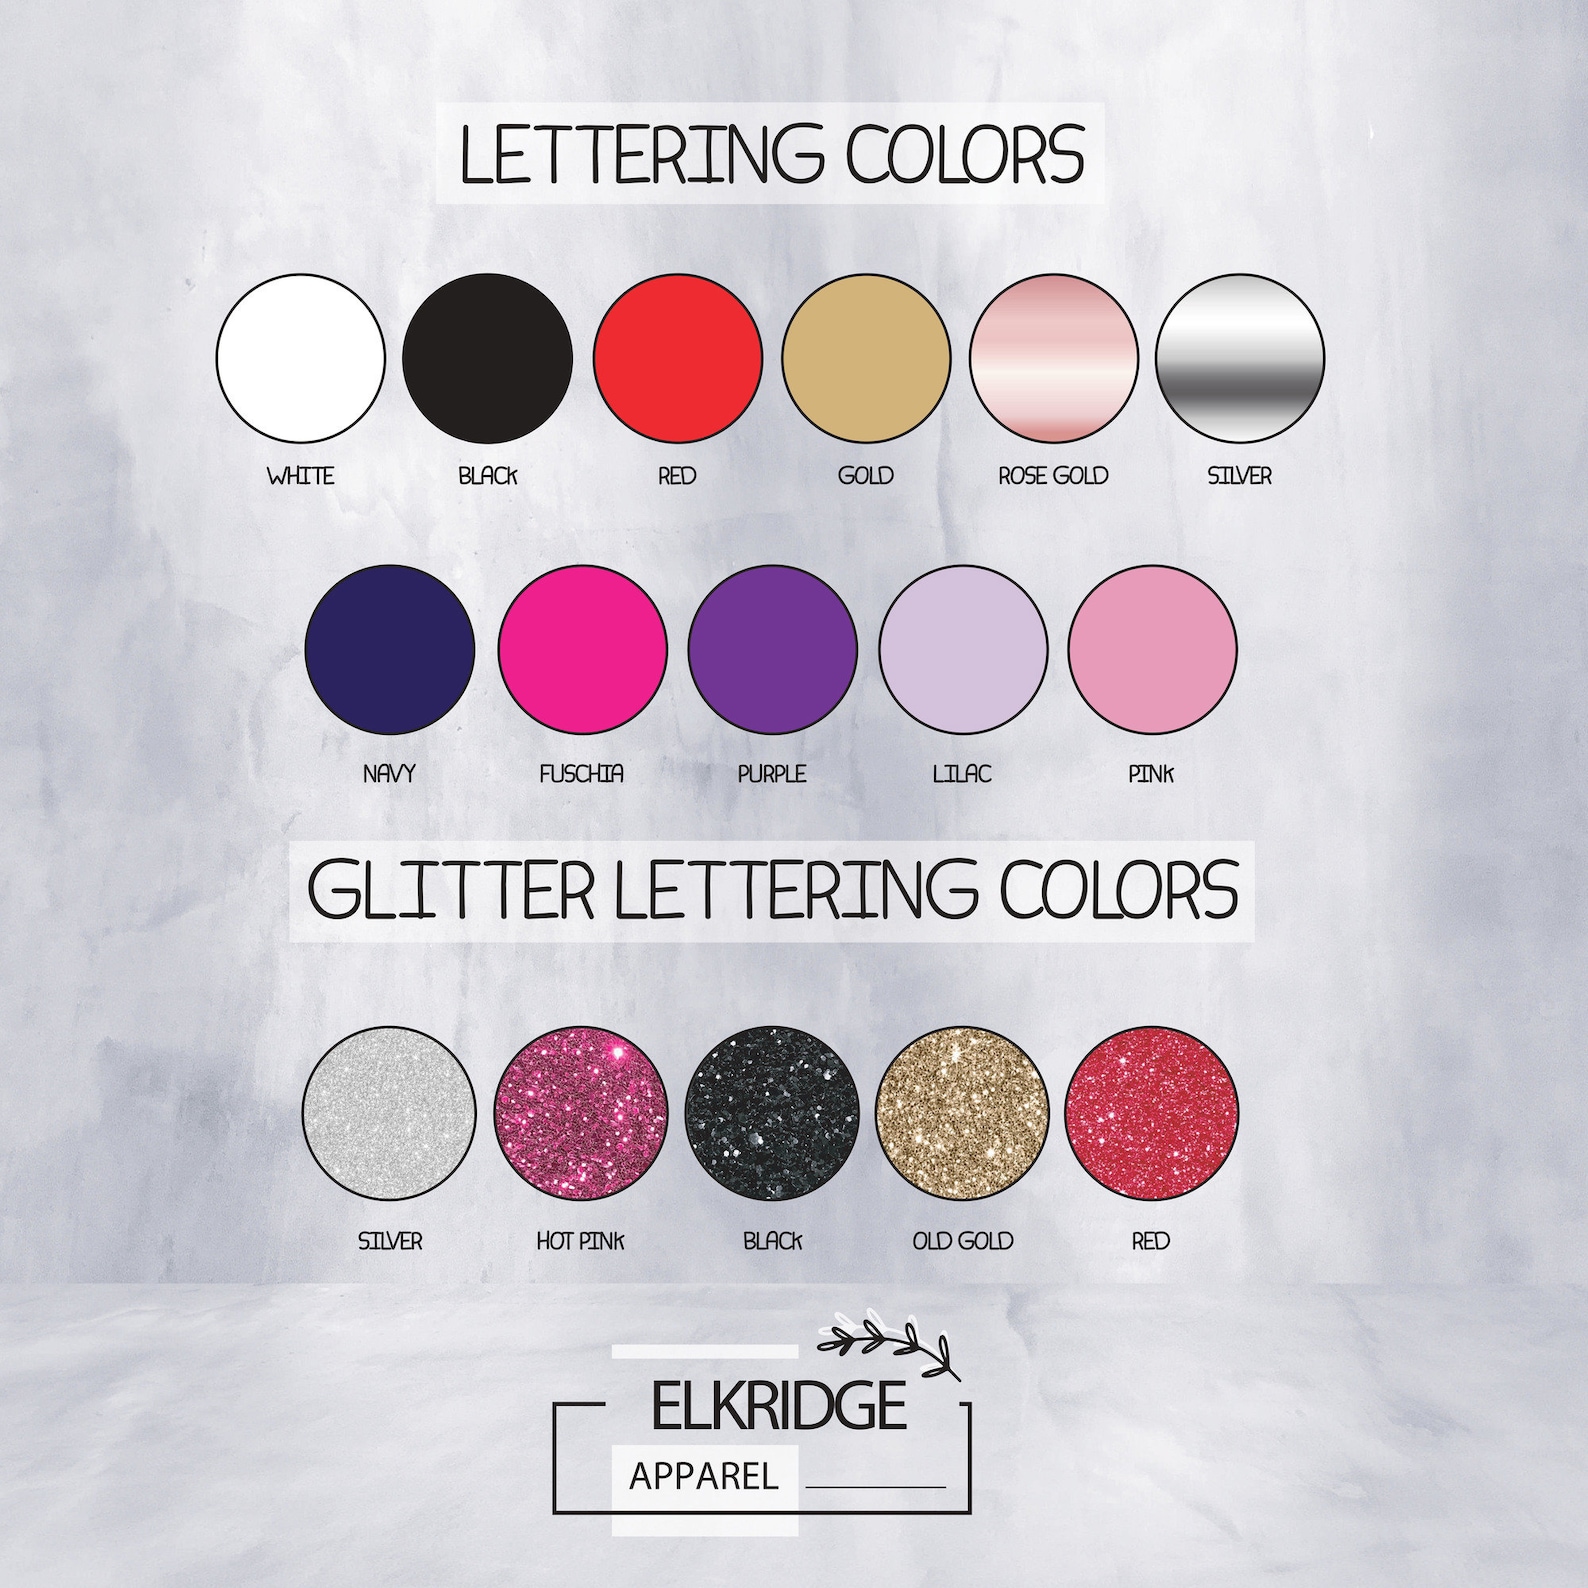 LETTERING COLORS
WHITE BLACK RED GOLD ROSE GOLD SILVER
NAVY FUSCHIA PURPLE LILAC PINK
GLITTER LETTERING COLORS
SILVER HOT PINK BLACK OLD GOLD RED
ELKRIDGE
APPAREL